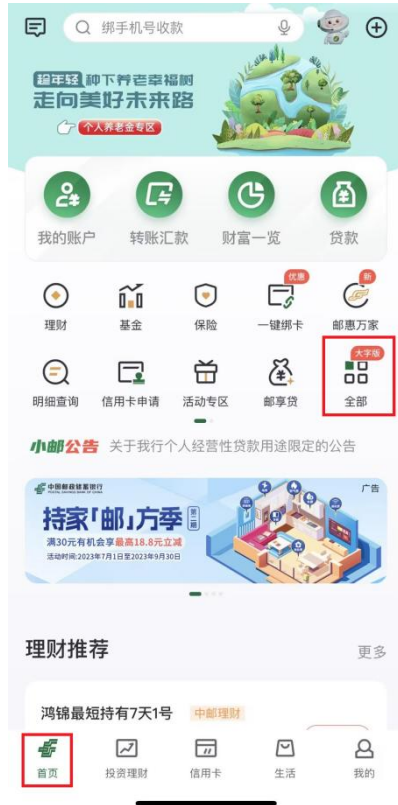 绑手机号收款
趁年轻 种下养老幸福树
走向美好未来路
个人养老金专区
我的账户 转账汇款 财富一览 贷款
优惠 新
理财 基金 保险 一键绑卡 邮惠万家
大字版
明细查询 信用卡申请 活动专区 邮享贷 全部
小邮公告 关于我行个人经营性贷款用途限定的公告
中国邮政储蓄银行 广告
POSTAL SAVINGS BANK OF CHINA
持家「邮」方季 第二期
满30元有机会享最高18.8元立减
活动时间:2023年7月1日至2023年9月30日
理财推荐 更多
鸿锦最短持有7天1号 中邮理财
首页 投资理财 信用卡 生活 我的